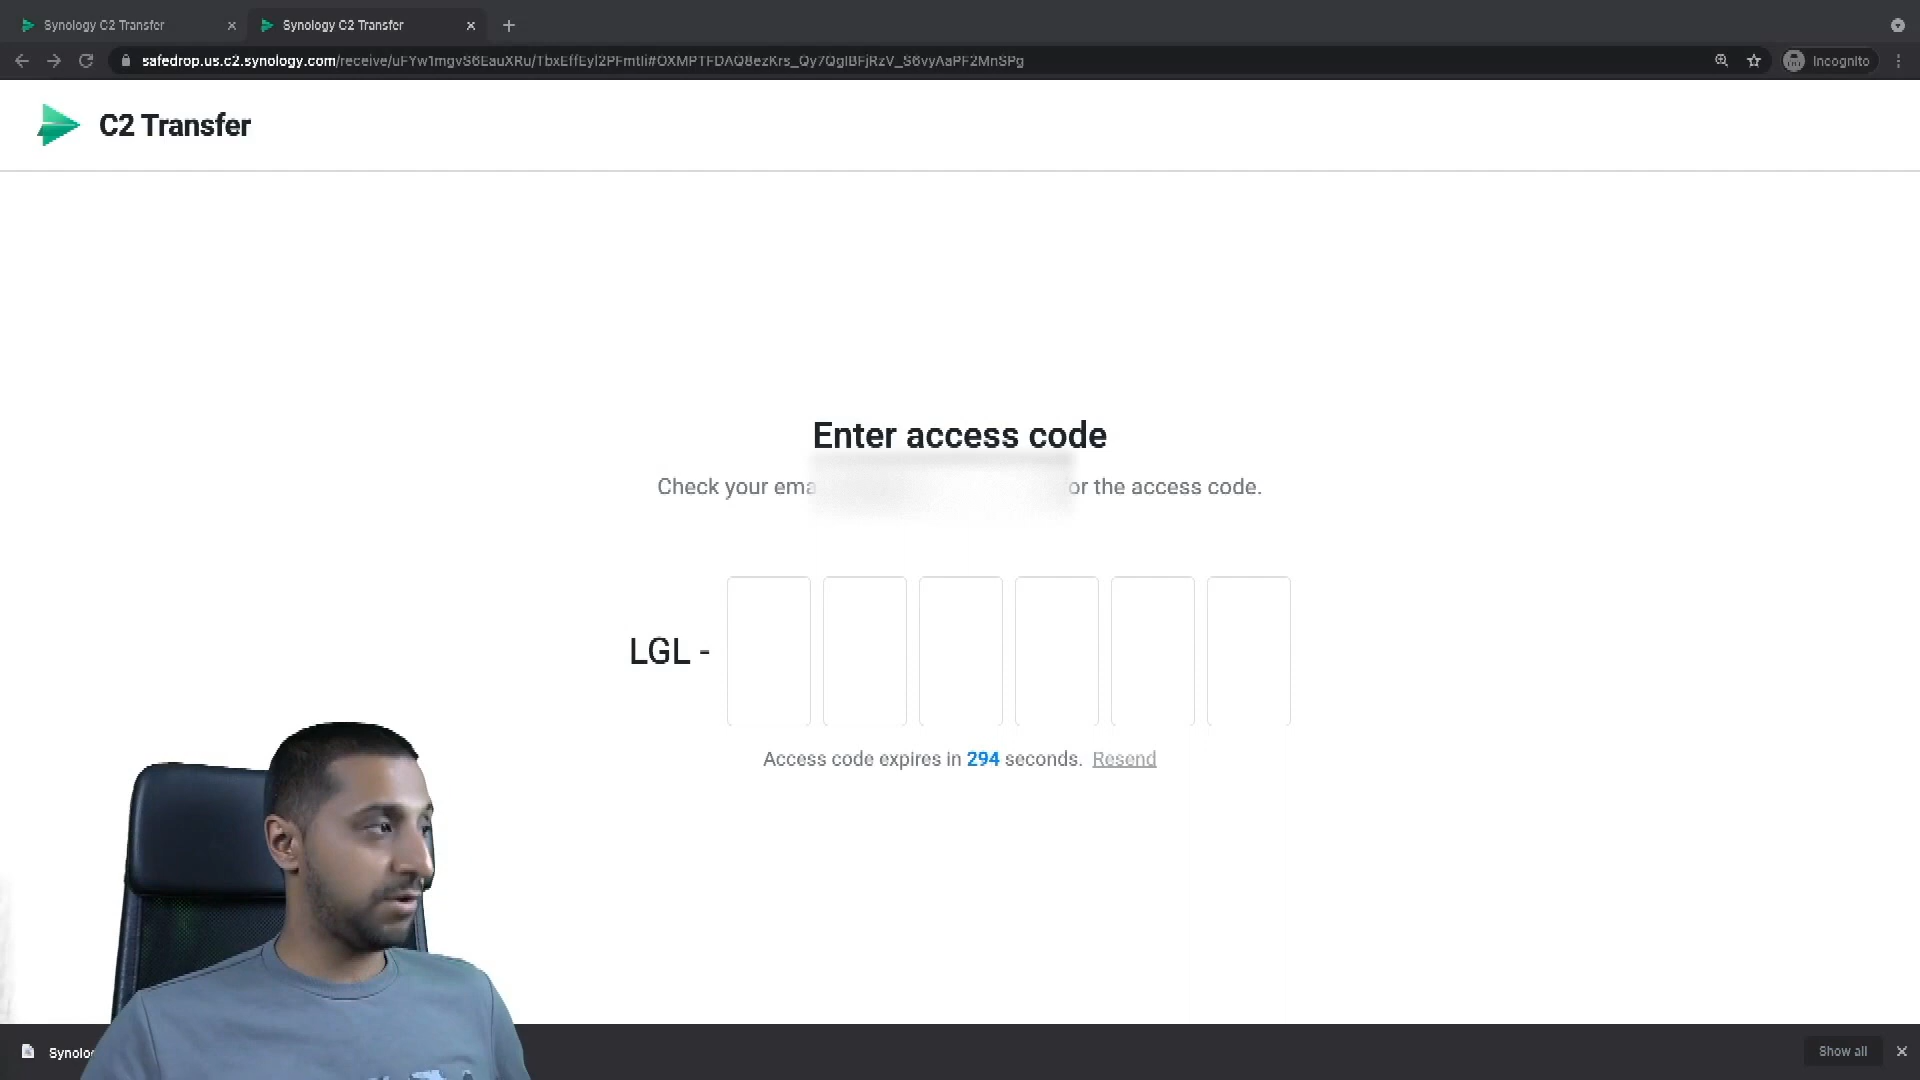 Synology C2 Transfer
Synology C2 Transfer
safedrop.us.c2.synology.com/receive/uFYw1mgvS6EauXRu/TbxEffEyl2PFmtli#OXMPTFDAQ8ezKrs_Qy7QglBFjRzV_S6vyAaPF2MnSPg
Incognito
C2 Transfer
Enter access code
Check your ema or the access code.
LGL -
Access code expires in 294 seconds. Resend
Synolo
Show all